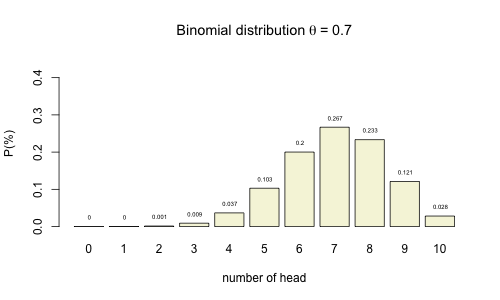 Binomial distribution θ = 0.7
P(%)
0.4
0.3
0.2
0.1
0.0
0 0 0.001 0.009 0.037 0.103 0.2 0.267 0.233 0.121 0.028
0 1 2 3 4 5 6 7 8 9 10
number of head